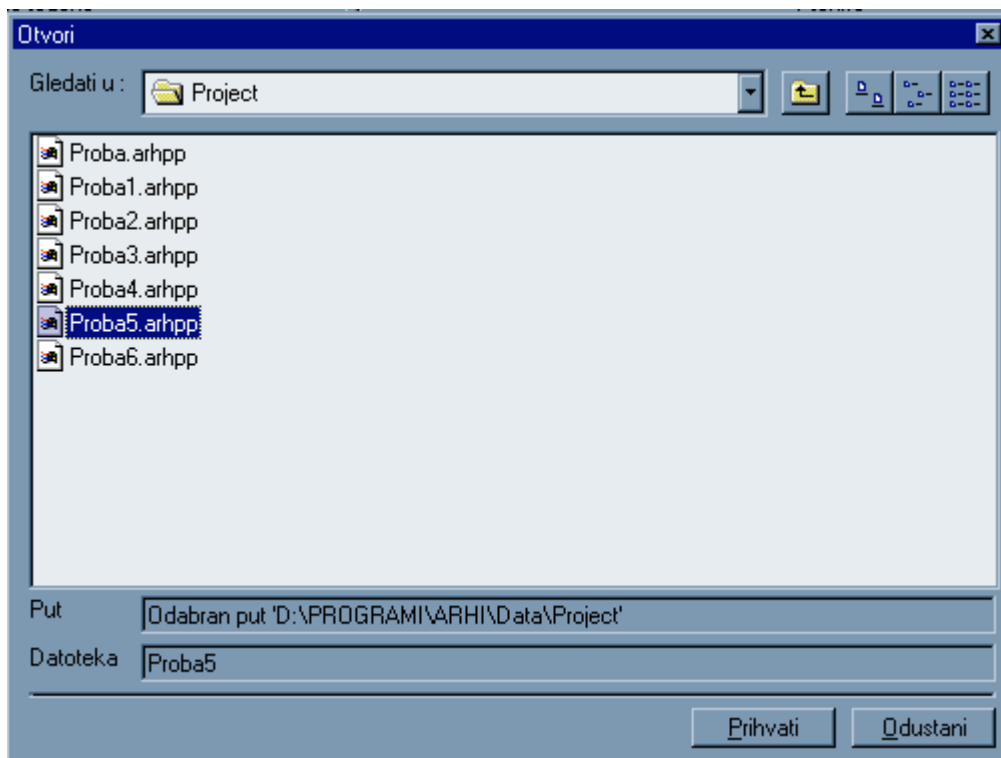 Otvori
Gledati u : Project
Proba.arhpp
Proba1.arhpp
Proba2.arhpp
Proba3.arhpp
Proba4.arhpp
Proba5.arhpp
Proba6.arhpp
Put Odabran put 'D:\PROGRAMI\ARHI\Data\Project'
Datoteka Proba5
Prihvati Odustani